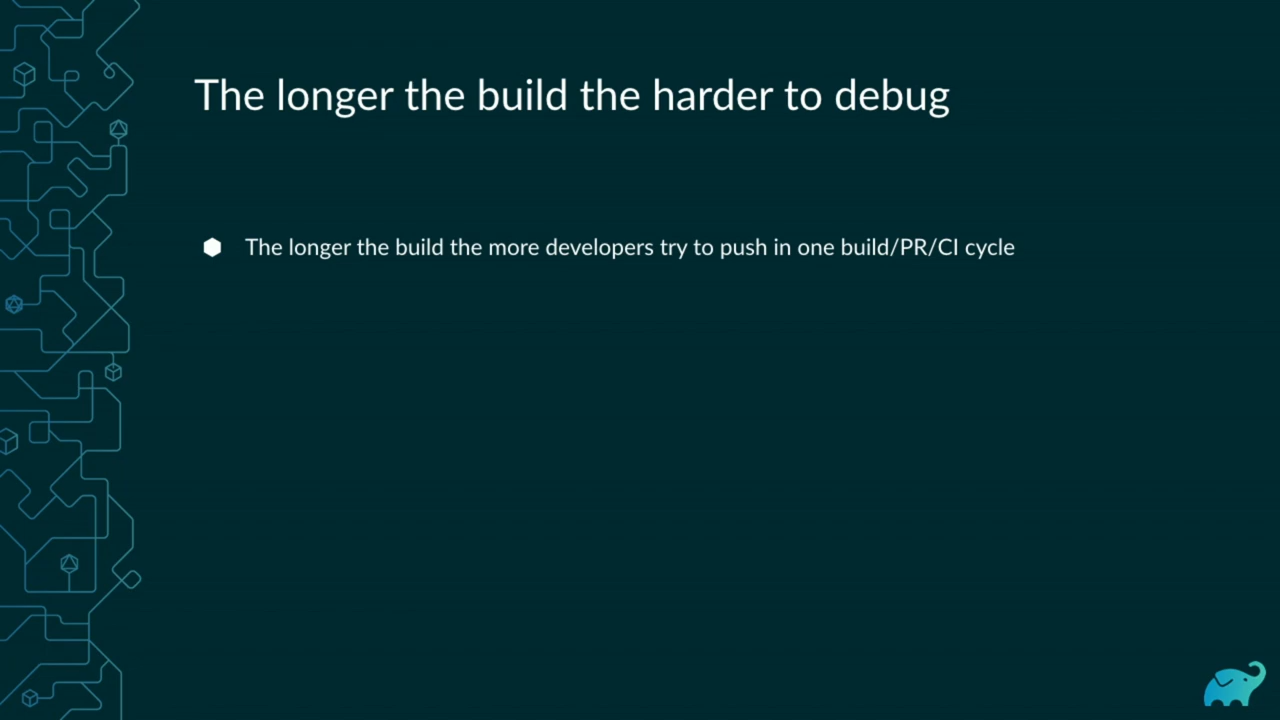 The longer the build the harder to debug
The longer the build the more developers try to push in one build/PR/CI cycle